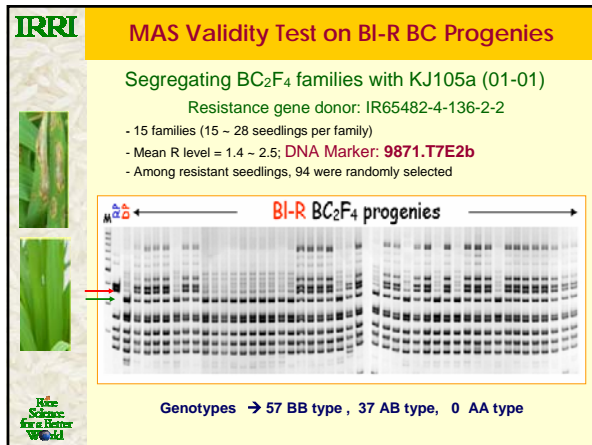 IRRI
MAS Validity Test on Bl-R BC Progenies
Segregating BC₂F₄ families with KJ105a (01-01)
Resistance gene donor: IR65482-4-136-2-2
- 15 families (15 ~ 28 seedlings per family)
- Mean R level = 1.4 ~ 2.5; DNA Marker: 9871.T7E2b
- Among resistant seedlings, 94 were randomly selected
M RP DP Bl-R BC₂F₄ progenies
Genotypes → 57 BB type , 37 AB type, 0 AA type
Rice
Science
for a Better
World